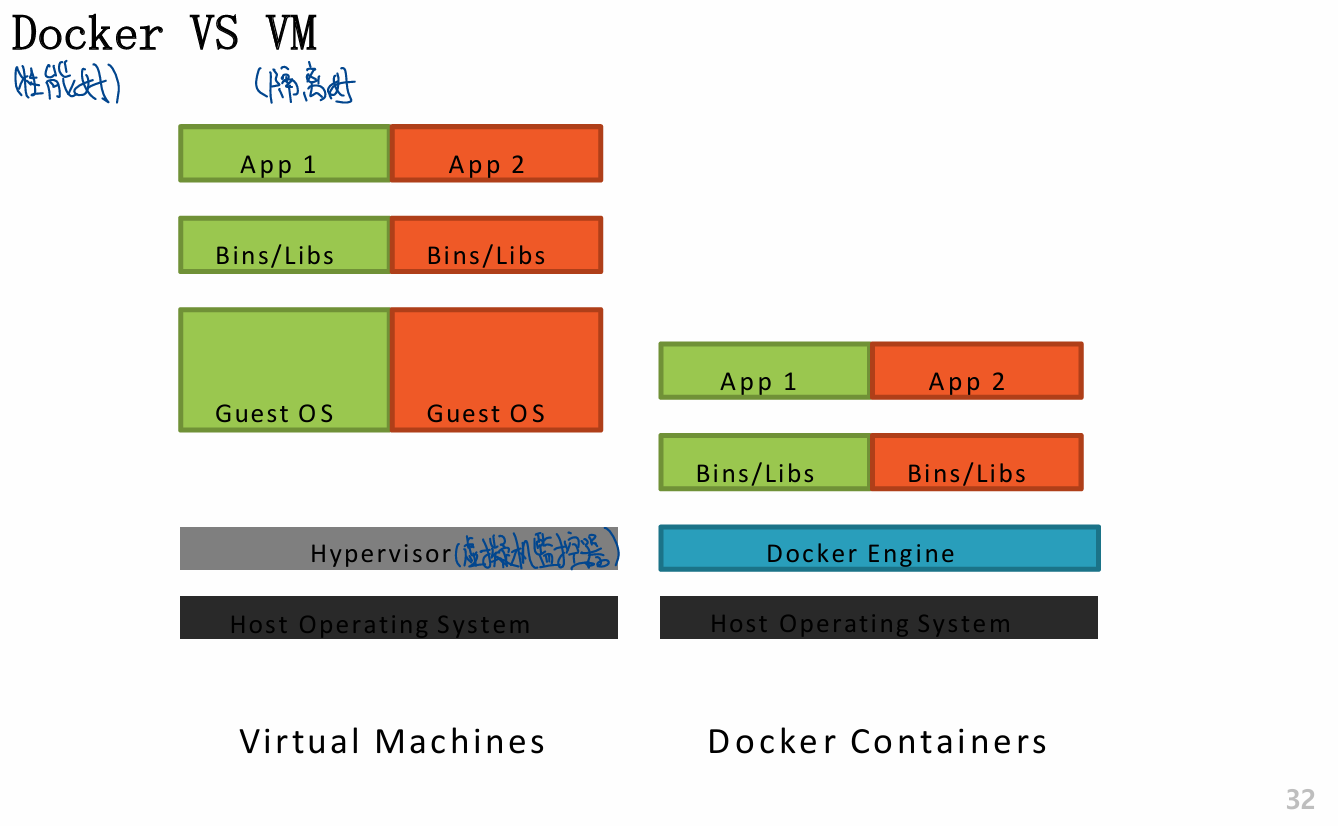 Docker VS VM
(性能好) (隔离好
App 1 App 2
Bins/Libs Bins/Libs
Guest OS Guest OS
App 1 App 2
Bins/Libs Bins/Libs
Hypervisor(虚拟机监控器) Docker Engine
Host Operating System Host Operating System
Virtual Machines Docker Containers
32